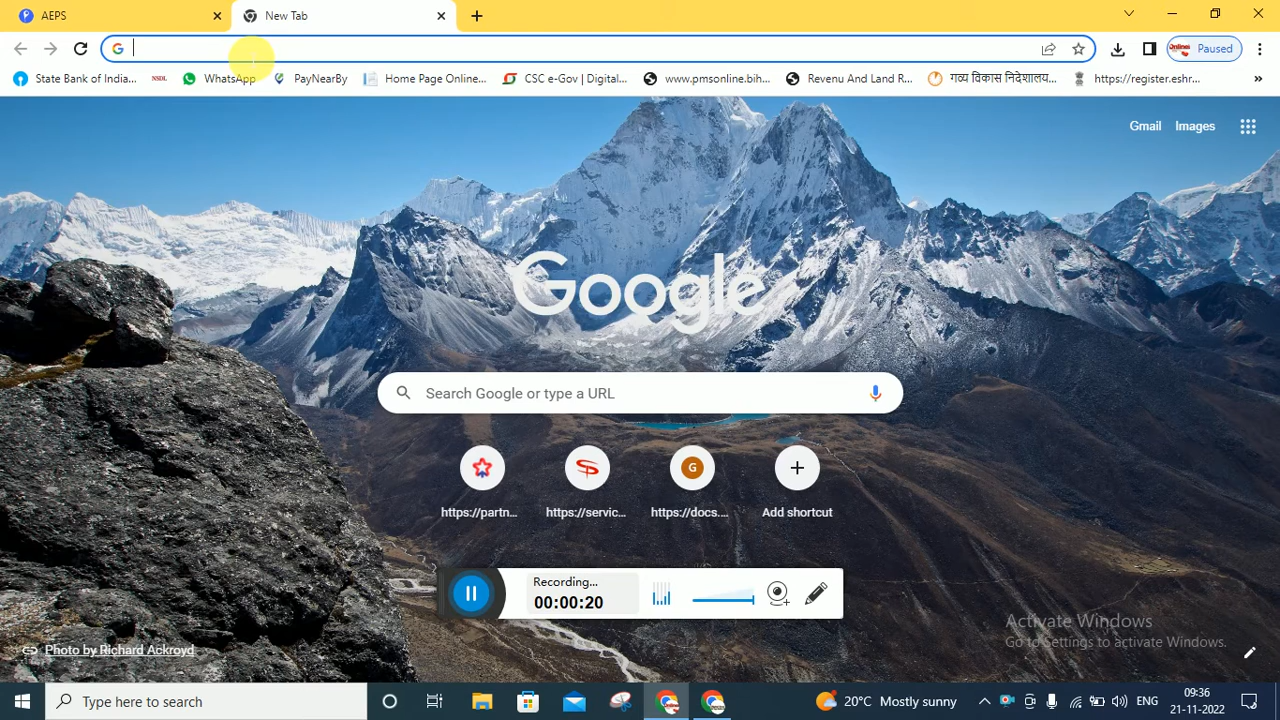 AEPS
New Tab
Paused
State Bank of India...
NSDL
WhatsApp
PayNearBy
Home Page Online...
CSC e-Gov | Digital...
www.pmsonline.bih...
Revenu And Land R...
गव्य विकास निदेशालय...
https://register.eshr...
»
Gmail
Images
Google
Search Google or type a URL
https://partn...
https://servic...
G
https://docs....
Add shortcut
Recording...
00:00:20
Activate Windows
Go to Settings to activate Windows.
Photo by Richard Ackroyd
Type here to search
20°C Mostly sunny
ENG
09:36
21-11-2022